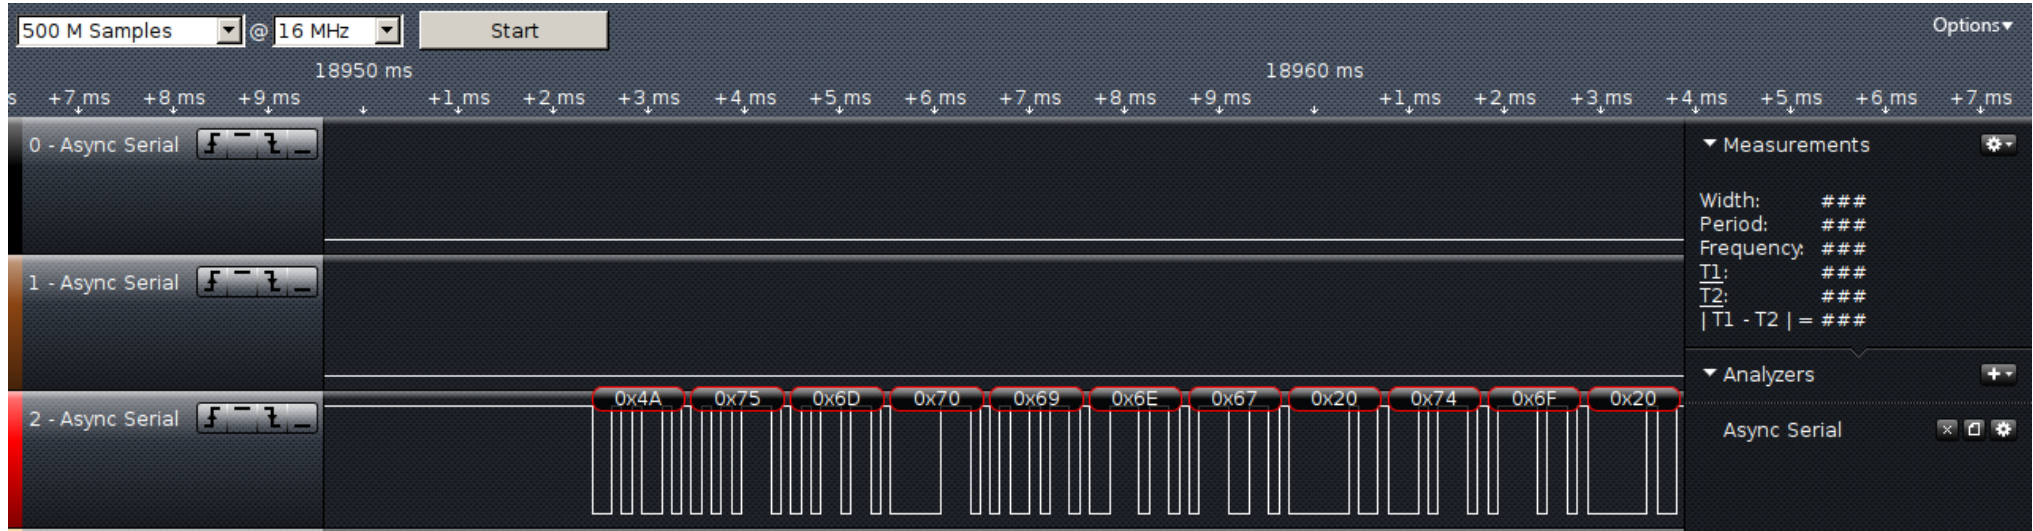 500 M Samples @ 16 MHz Start Options
18950 ms 18960 ms
s +7 ms +8 ms +9 ms +1 ms +2 ms +3 ms +4 ms +5 ms +6 ms +7 ms +8 ms +9 ms +1 ms +2 ms +3 ms +4 ms +5 ms +6 ms +7 ms
0 - Async Serial
Measurements
Width: ###
Period: ###
Frequency: ###
T1: ###
T2: ###
| T1 - T2 | = ###
1 - Async Serial
Analyzers
Async Serial
2 - Async Serial
0x4A 0x75 0x6D 0x70 0x69 0x6E 0x67 0x20 0x74 0x6F 0x20